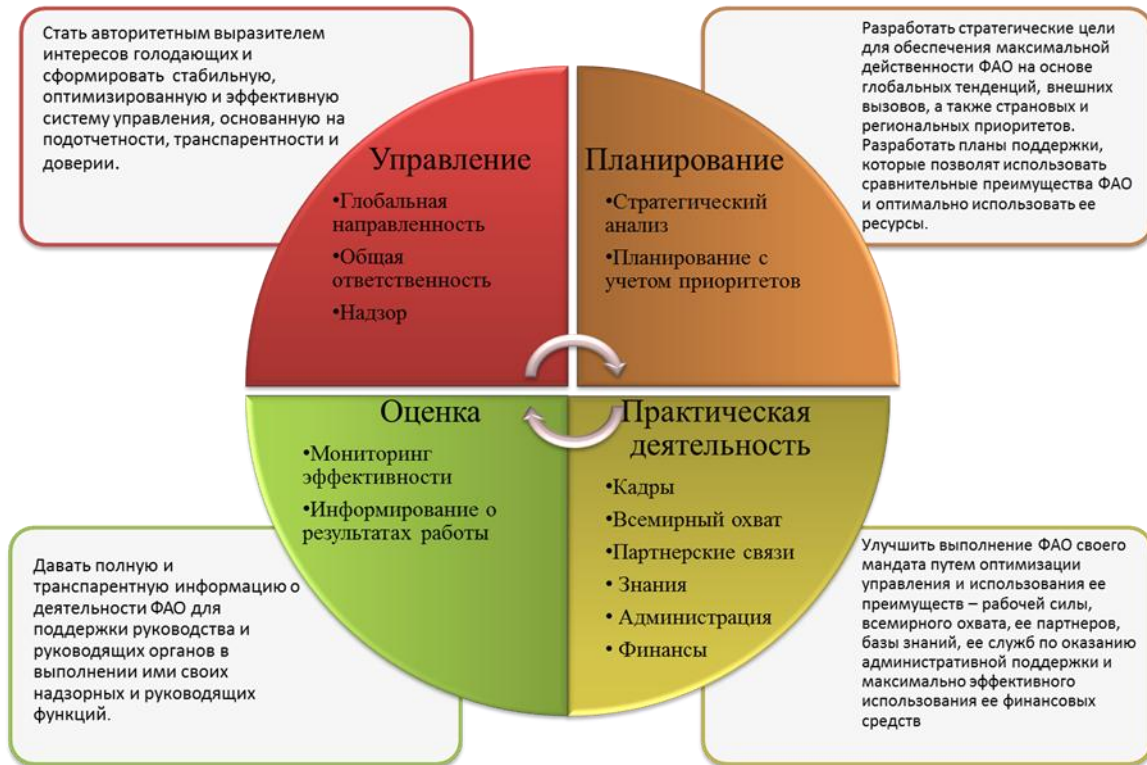 Стать авторитетным выразителем
интересов голодающих и
сформировать стабильную,
оптимизированную и эффективную
систему управления, основанную на
подотчетности, транспарентности и
доверии.
Разработать стратегические цели
для обеспечения максимальной
действенности ФАО на основе
глобальных тенденций, внешних
вызовов, а также страновых и
региональных приоритетов.
Разработать планы поддержки,
которые позволят использовать
сравнительные преимущества ФАО
и оптимально использовать ее
ресурсы.
Управление
•Глобальная
направленность
•Общая
ответственность
•Надзор
Планирование
•Стратегический
анализ
•Планирование с
учетом приоритетов
Оценка
•Мониторинг
эффективности
•Информирование о
результатах работы
Практическая
деятельность
•Кадры
•Всемирный охват
•Партнерские связи
• Знания
• Администрация
• Финансы
Давать полную и
транспарентную информацию о
деятельности ФАО для
поддержки руководства и
руководящих органов в
выполнении ими своих
надзорных и руководящих
функций.
Улучшить выполнение ФАО своего
мандата путем оптимизации
управления и использования ее
преимуществ – рабочей силы,
всемирного охвата, ее партнеров,
базы знаний, ее служб по оказанию
административной поддержки и
максимально эффективного
использования ее финансовых
средств